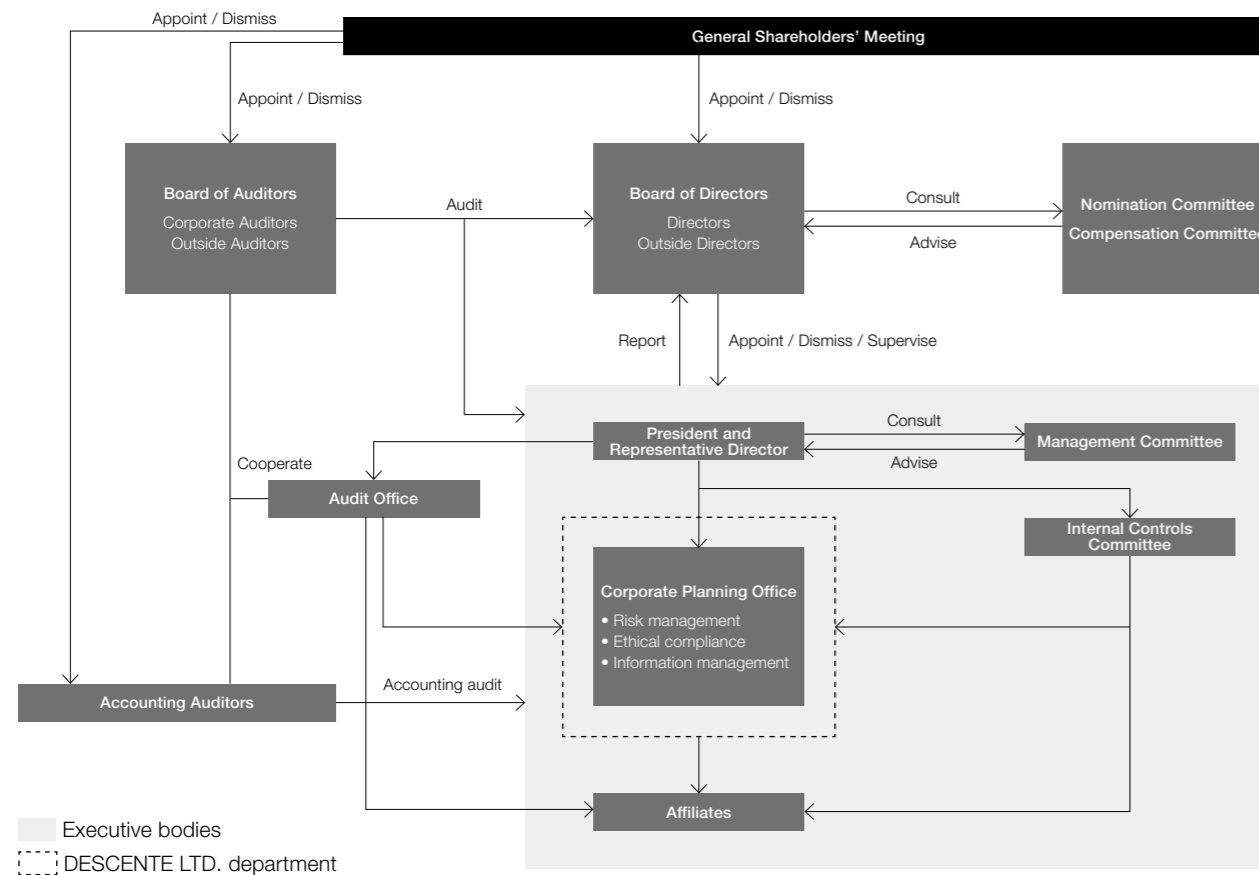 Appoint / Dismiss
General Shareholders’ Meeting
Appoint / Dismiss
Appoint / Dismiss
Board of Auditors
Corporate Auditors
Outside Auditors
Audit
Board of Directors
Directors
Outside Directors
Consult
Advise
Nomination Committee
Compensation Committee
Report
Appoint / Dismiss / Supervise
President and
Representative Director
Consult
Advise
Management Committee
Cooperate
Audit Office
Internal Controls
Committee
Corporate Planning Office
• Risk management
• Ethical compliance
• Information management
Accounting Auditors
Accounting audit
Affiliates
Executive bodies
DESCENTE LTD. department